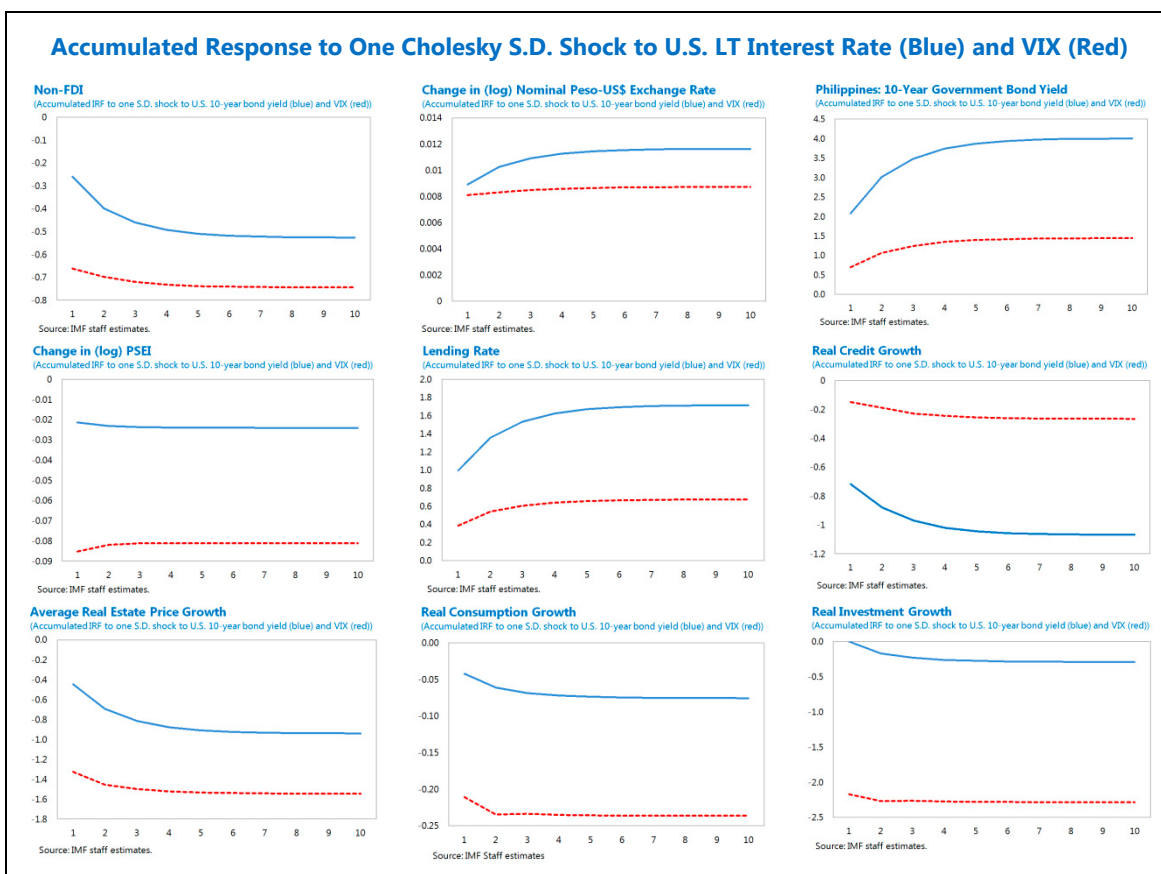 Accumulated Response to One Cholesky S.D. Shock to U.S. LT Interest Rate (Blue) and VIX (Red)
Non-FDI
(Accumulated IRF to one S.D. shock to U.S. 10-year bond yield (blue) and VIX (red))
0
-0.1
-0.2
-0.3
-0.4
-0.5
-0.6
-0.7
-0.8
1 2 3 4 5 6 7 8 9 10
Source: IMF staff estimates.
Change in (log) Nominal Peso-US$ Exchange Rate
(Accumulated IRF to one S.D. shock to U.S. 10-year bond yield (blue) and VIX (red))
0.014
0.012
0.01
0.008
0.006
0.004
0.002
0
1 2 3 4 5 6 7 8 9 10
Source: IMF staff estimates.
Philippines: 10-Year Government Bond Yield
(Accumulated IRF to one S.D. shock to U.S. 10-year bond yield (blue) and VIX (red))
4.5
4.0
3.5
3.0
2.5
2.0
1.5
1.0
0.5
0.0
1 2 3 4 5 6 7 8 9 10
Source: IMF staff estimates.
Change in (log) PSEI
(Accumulated IRF to one S.D. shock to U.S. 10-year bond yield (blue) and VIX (red))
0
-0.01
-0.02
-0.03
-0.04
-0.05
-0.06
-0.07
-0.08
-0.09
1 2 3 4 5 6 7 8 9 10
Source: IMF staff estimates.
Lending Rate
(Accumulated IRF to one S.D. shock to U.S. 10-year bond yield (blue) and VIX (red))
2.0
1.8
1.6
1.4
1.2
1.0
0.8
0.6
0.4
0.2
0.0
1 2 3 4 5 6 7 8 9 10
Source: IMF staff estimates.
Real Credit Growth
(Accumulated IRF to one S.D. shock to U.S. 10-year bond yield (blue) and VIX (red))
0
-0.2
-0.4
-0.6
-0.8
-1
-1.2
1 2 3 4 5 6 7 8 9 10
Source: IMF staff estimates.
Average Real Estate Price Growth
(Accumulated IRF to one S.D. shock to U.S. 10-year bond yield (blue) and VIX (red))
0.0
-0.2
-0.4
-0.6
-0.8
-1.0
-1.2
-1.4
-1.6
-1.8
1 2 3 4 5 6 7 8 9 10
Source: IMF staff estimates.
Real Consumption Growth
(Accumulated IRF to one S.D. shock to U.S. 10-year bond yield (blue) and VIX (red))
0.00
-0.05
-0.10
-0.15
-0.20
-0.25
1 2 3 4 5 6 7 8 9 10
Source: IMF Staff estimates
Real Investment Growth
(Accumulated IRF to one S.D. shock to U.S. 10-year bond yield (blue) and VIX (red))
0.0
-0.5
-1.0
-1.5
-2.0
-2.5
1 2 3 4 5 6 7 8 9 10
Source: IMF staff estimates.